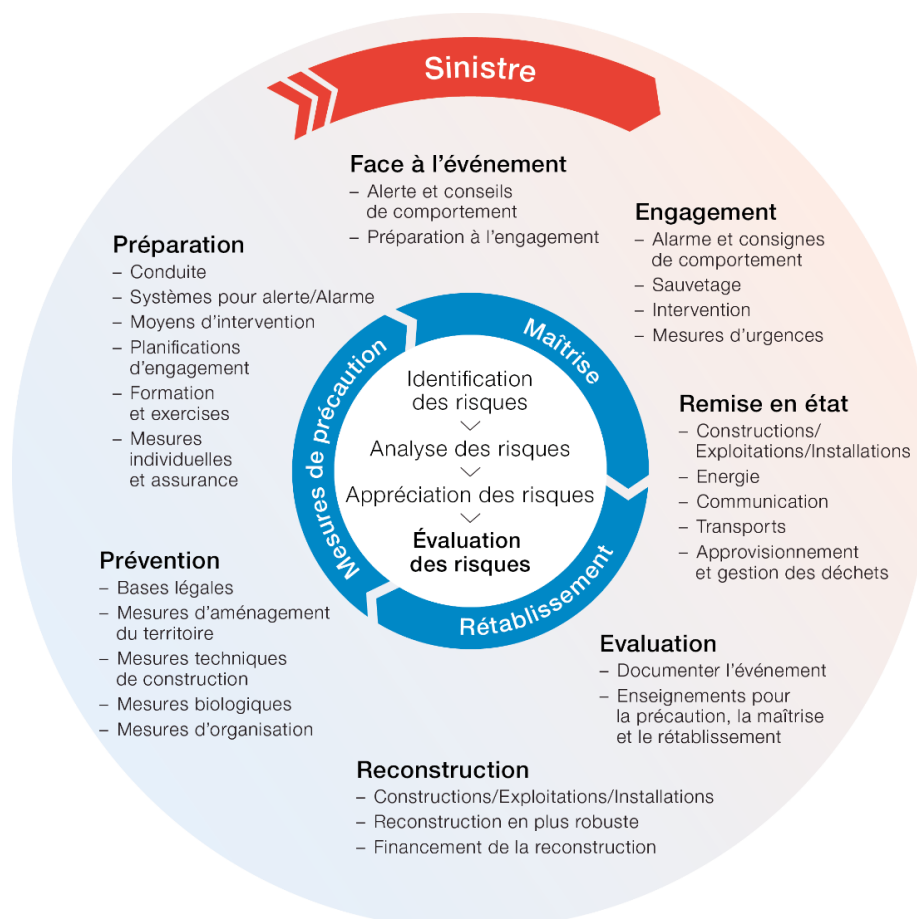 Sinistre
Face à l'événement
– Alerte et conseils
de comportement
– Préparation à l'engagement
Engagement
– Alarme et consignes
de comportement
– Sauvetage
– Intervention
– Mesures d'urgences
Préparation
– Conduite
– Systèmes pour alerte/Alarme
– Moyens d'intervention
– Planifications
d'engagement
– Formation
et exercises
– Mesures
individuelles
et assurance
Maîtrise
Mesures de précaution
Rétablissement
Identification
des risques
Analyse des risques
Appréciation des risques
Évaluation
des risques
Remise en état
– Constructions/
Exploitations/Installations
– Energie
– Communication
– Transports
– Approvisionnement
et gestion des déchets
Prévention
– Bases légales
– Mesures d'aménagement
du territoire
– Mesures techniques
de construction
– Mesures biologiques
– Mesures d'organisation
Evaluation
– Documenter l'événement
– Enseignements pour
la précaution, la maîtrise
et le rétablissement
Reconstruction
– Constructions/Exploitations/Installations
– Reconstruction en plus robuste
– Financement de la reconstruction